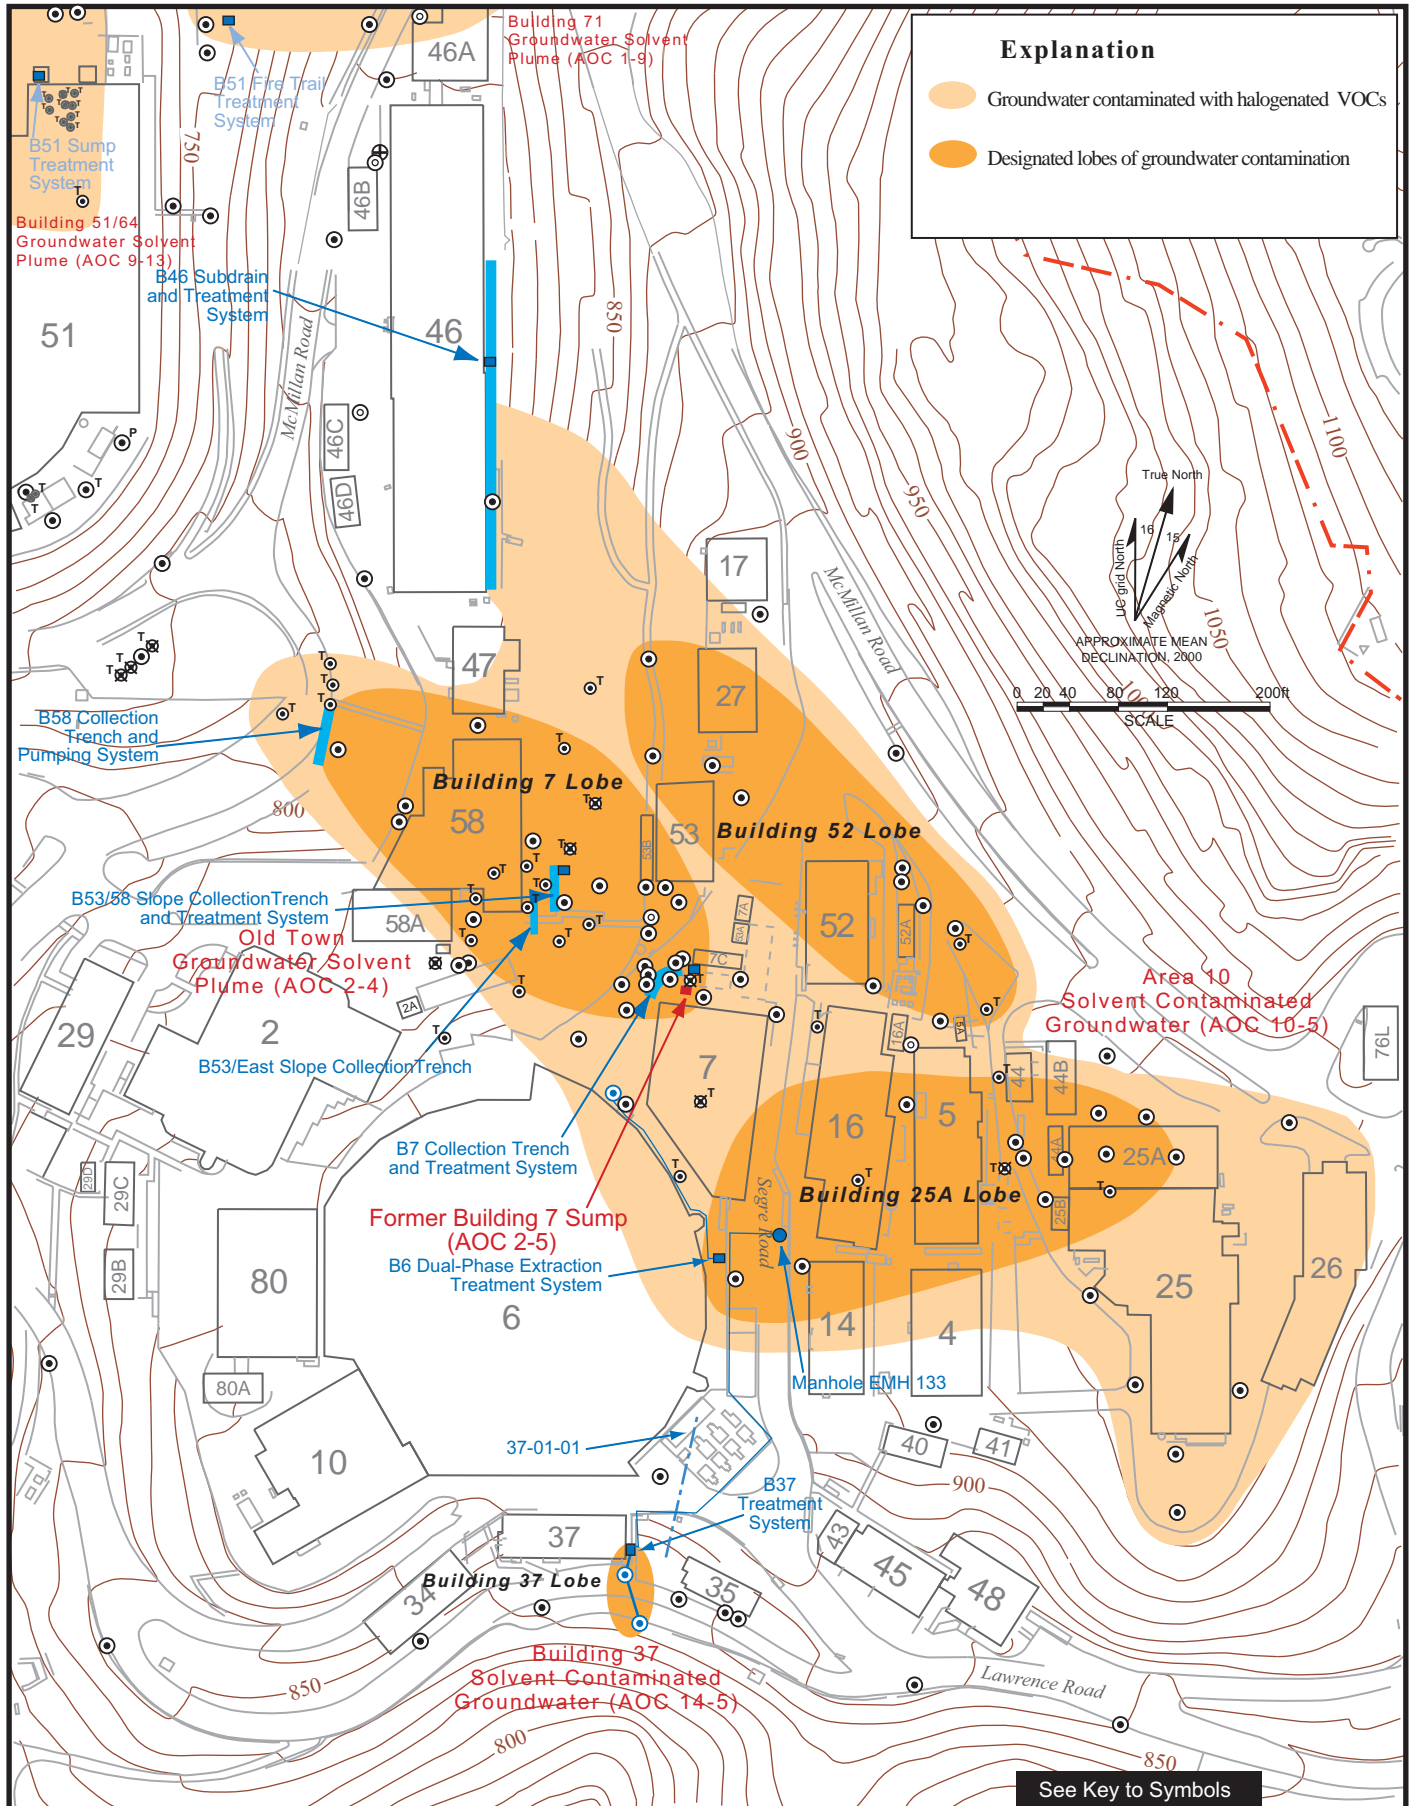 Explanation
Groundwater contaminated with halogenated VOCs
Designated lobes of groundwater contamination
Building 71
Groundwater Solvent
Plume (AOC 1-9)
46A
B51 Fire Trail
Treatment
System
B51 Sump
Treatment
System
T
T
T
T
T
T
T
T
T
750
46B
Building 51/64
Groundwater Solvent
Plume (AOC 9-13)
B46 Subdrain
and Treatment
System
51
46
850
McMillan Road
46C
46D
P
T
T
T
900
950
1100
True North
16
15
UC grid North
Magnetic North
APPROXIMATE MEAN
DECLINATION, 2000
1050
1000
0 20 40 80 120 200ft
SCALE
17
McMillan Road
T
T
T
T
T
T
T
47
27
T
T
B58 Collection
Trench and
Pumping System
800
Building 7 Lobe
58
T
T
53
53B
Building 52 Lobe
T
T
T
T
T
B53/58 Slope CollectionTrench
and Treatment System
58A
T
T
T
7A
53A
52
52A
T
Old Town
Groundwater Solvent
Plume (AOC 2-4)
T
7C
T
T
Area 10
Solvent Contaminated
Groundwater (AOC 10-5)
29
2
2A
T
B53/East Slope CollectionTrench
7
T
T
16A
5A
44
44B
T
76L
16
5
B7 Collection Trench
and Treatment System
T
T
T
44A
25A
T
25B
Building 25A Lobe
29D
29C
29B
Segre Road
Former Building 7 Sump
(AOC 2-5)
B6 Dual-Phase Extraction
Treatment System
80
6
14
4
25
26
80A
Manhole EMH 133
10
37-01-01
40
41
900
B37
Treatment
System
37
43
45
48
Building 37 Lobe
34
35
Building 37
Solvent Contaminated
Groundwater (AOC 14-5)
850
Lawrence Road
800
850
See Key to Symbols